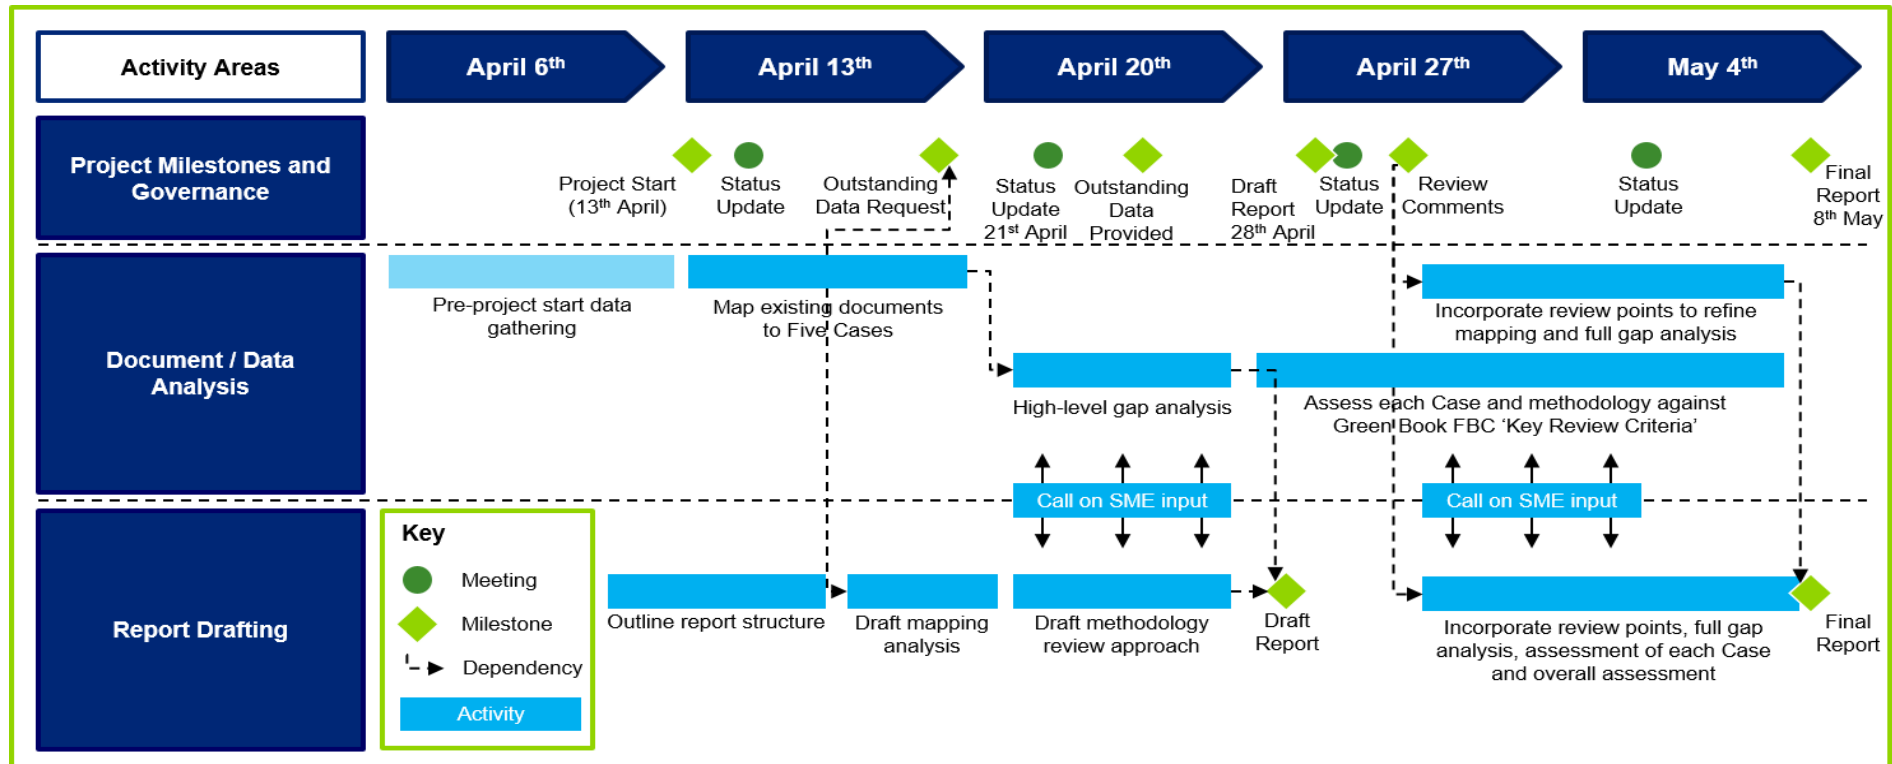 Activity Areas
April 6th
April 13th
April 20th
April 27th
May 4th
Project Milestones and
Governance
Project Start
(13th April)
Status
Update
Outstanding
Data Request
Status
Update
21st April
Outstanding
Data
Provided
Draft
Report
28th April
Status
Update
Review
Comments
Status
Update
Final
Report
8th May
Document / Data
Analysis
Pre-project start data
gathering
Map existing documents
to Five Cases
Incorporate review points to refine
mapping and full gap analysis
High-level gap analysis
Assess each Case and methodology against
Green Book FBC ‘Key Review Criteria’
Call on SME input
Call on SME input
Report Drafting
Key
Meeting
Milestone
Dependency
Activity
Outline report structure
Draft mapping
analysis
Draft methodology
review approach
Draft
Report
Incorporate review points, full gap
analysis, assessment of each Case
and overall assessment
Final
Report